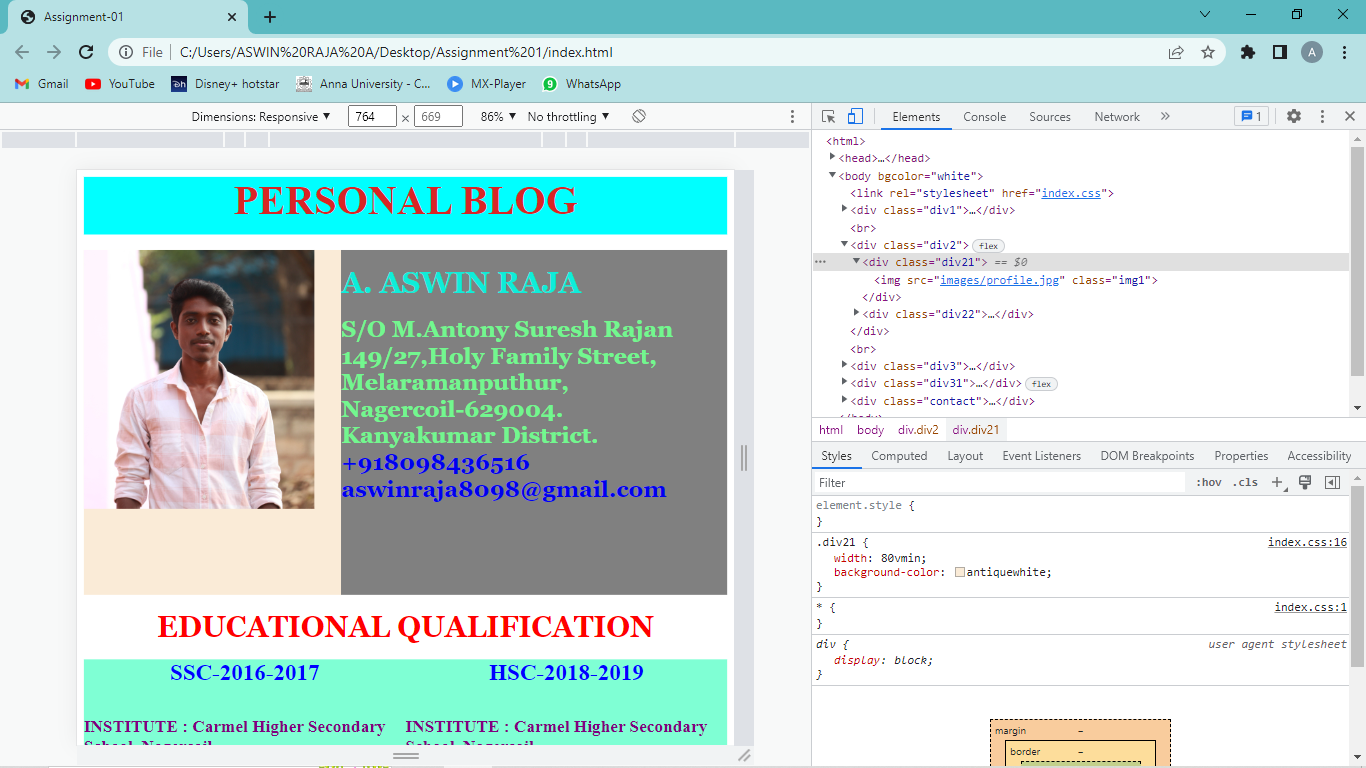 Assignment-01
File C:/Users/ASWIN%20RAJA%20A/Desktop/Assignment%201/index.html A
Gmail YouTube Disney+ hotstar Anna University - C... MX-Player WhatsApp
Dimensions: Responsive 764 × 669 86% No throttling
Elements Console Sources Network » 1
PERSONAL BLOG
A. ASWIN RAJA
S/O M.Antony Suresh Rajan
149/27,Holy Family Street,
Melaramanputhur,
Nagercoil-629004.
Kanyakumar District.
+918098436516
aswinraja8098@gmail.com
EDUCATIONAL QUALIFICATION
SSC-2016-2017 HSC-2018-2019
INSTITUTE : Carmel Higher Secondary INSTITUTE : Carmel Higher Secondary
School, Nagercoil School, Nagercoil
<html>
<head>…</head>
<body bgcolor="white">
<link rel="stylesheet" href="index.css">
<div class="div1">…</div>
<br>
<div class="div2"> flex
<div class="div21"> == $0
<img src="images/profile.jpg" class="img1">
</div>
<div class="div22">…</div>
</div>
<br>
<div class="div3">…</div>
<div class="div31">…</div> flex
<div class="contact">…</div>
</body>
html body div.div2 div.div21
Styles Computed Layout Event Listeners DOM Breakpoints Properties Accessibility
Filter :hov .cls
element.style {
}
.div21 { index.css:16
width: 80vmin;
background-color: antiquewhite;
}
* { index.css:1
}
div { user agent stylesheet
display: block;
}
margin –
border –